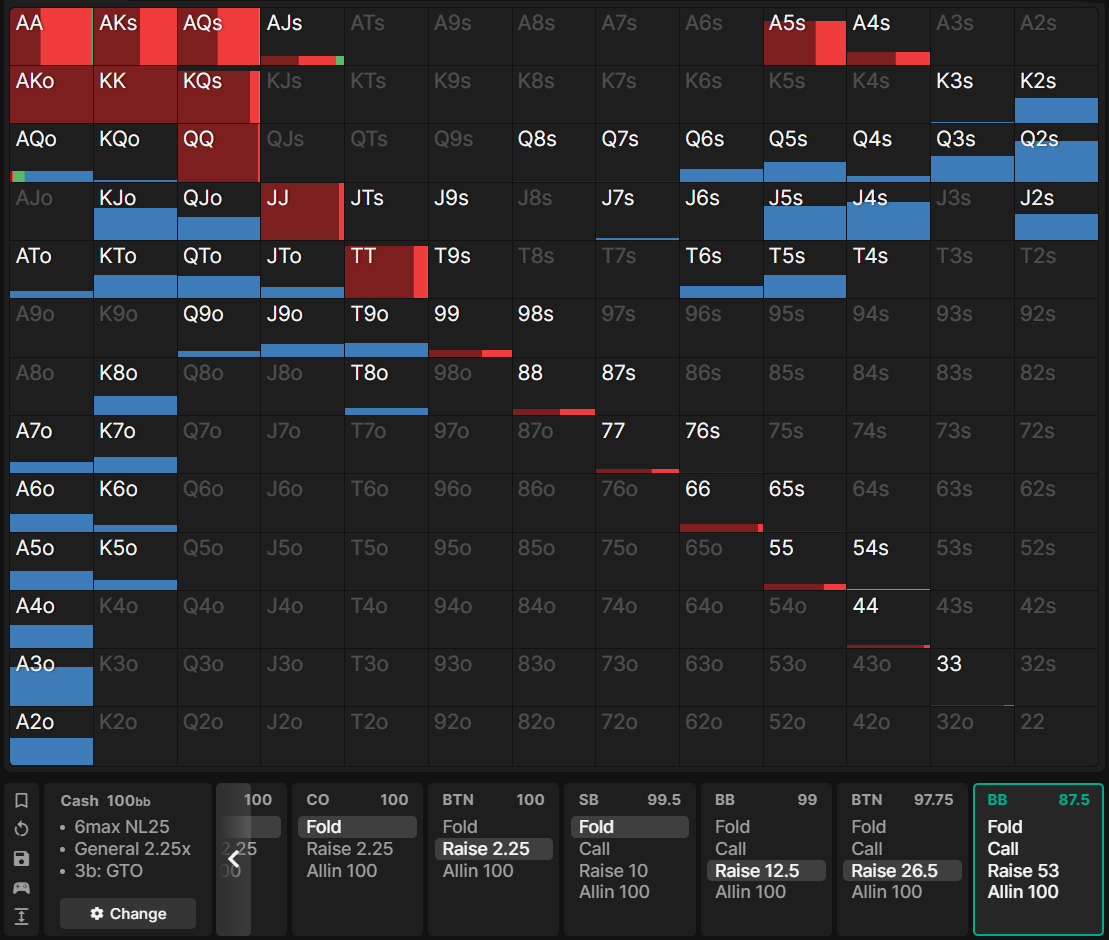 AA AKs AQs AJs ATs A9s A8s A7s A6s A5s A4s A3s A2s
AKo KK KQs KJs KTs K9s K8s K7s K6s K5s K4s K3s K2s
AQo KQo QQ QJs QTs Q9s Q8s Q7s Q6s Q5s Q4s Q3s Q2s
AJo KJo QJo JJ JTs J9s J8s J7s J6s J5s J4s J3s J2s
ATo KTo QTo JTo TT T9s T8s T7s T6s T5s T4s T3s T2s
A9o K9o Q9o J9o T9o 99 98s 97s 96s 95s 94s 93s 92s
A8o K8o Q8o J8o T8o 98o 88 87s 86s 85s 84s 83s 82s
A7o K7o Q7o J7o T7o 97o 87o 77 76s 75s 74s 73s 72s
A6o K6o Q6o J6o T6o 96o 86o 76o 66 65s 64s 63s 62s
A5o K5o Q5o J5o T5o 95o 85o 75o 65o 55 54s 53s 52s
A4o K4o Q4o J4o T4o 94o 84o 74o 64o 54o 44 43s 42s
A3o K3o Q3o J3o T3o 93o 83o 73o 63o 53o 43o 33 32s
A2o K2o Q2o J2o T2o 92o 82o 72o 62o 52o 42o 32o 22
Cash 100bb
• 6max NL25
• General 2.25x
• 3b: GTO
Change
100
2.25
00
CO 100
Fold
Raise 2.25
Allin 100
BTN 100
Fold
Raise 2.25
Allin 100
SB 99.5
Fold
Call
Raise 10
Allin 100
BB 99
Fold
Call
Raise 12.5
Allin 100
BTN 97.75
Fold
Call
Raise 26.5
Allin 100
BB 87.5
Fold
Call
Raise 53
Allin 100